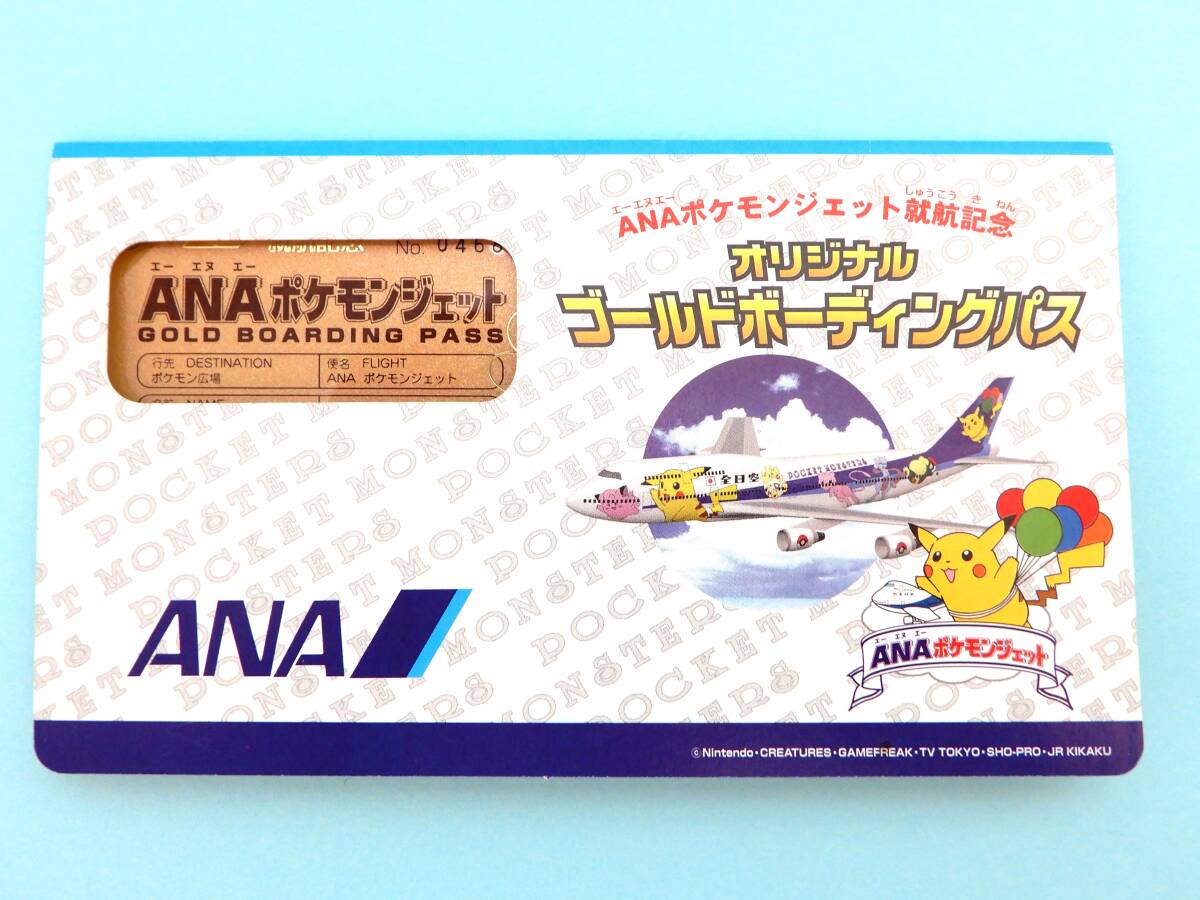 エーエヌエー しゅうこう き ねん
ANAポケモンジェット就航記念
オリジナル
ゴールドボーディングパス
No. 0468
エー エヌ エー
ANAポケモンジェット
GOLD BOARDING PASS
行先 DESTINATION
ポケモン広場
便名 FLIGHT
ANA ポケモンジェット
名前 NAME
全日空
POCKET MONSTERS
ANA
エー エヌ エー
ANAポケモンジェット
©Nintendo・CREATURES・GAMEFREAK・TV TOKYO・SHO-PRO・JR KIKAKU
POCKET MONSTERS